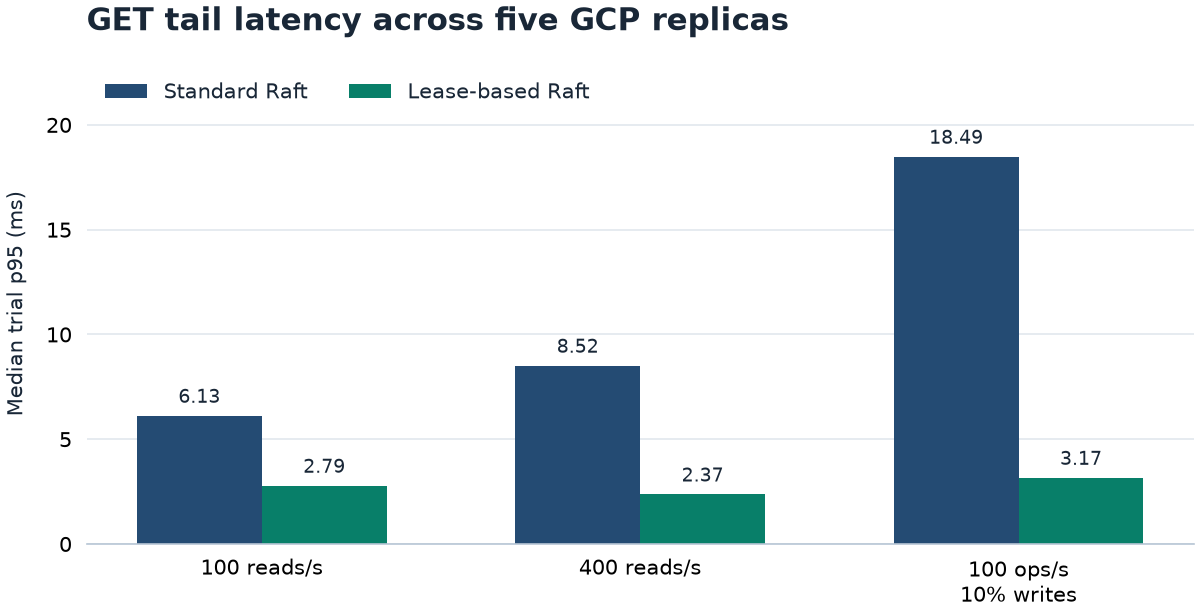 GET tail latency across five GCP replicas
Standard Raft
Lease-based Raft
Median trial p95 (ms)
20
15
10
5
0
6.13
2.79
8.52
2.37
18.49
3.17
100 reads/s
400 reads/s
100 ops/s
10% writes